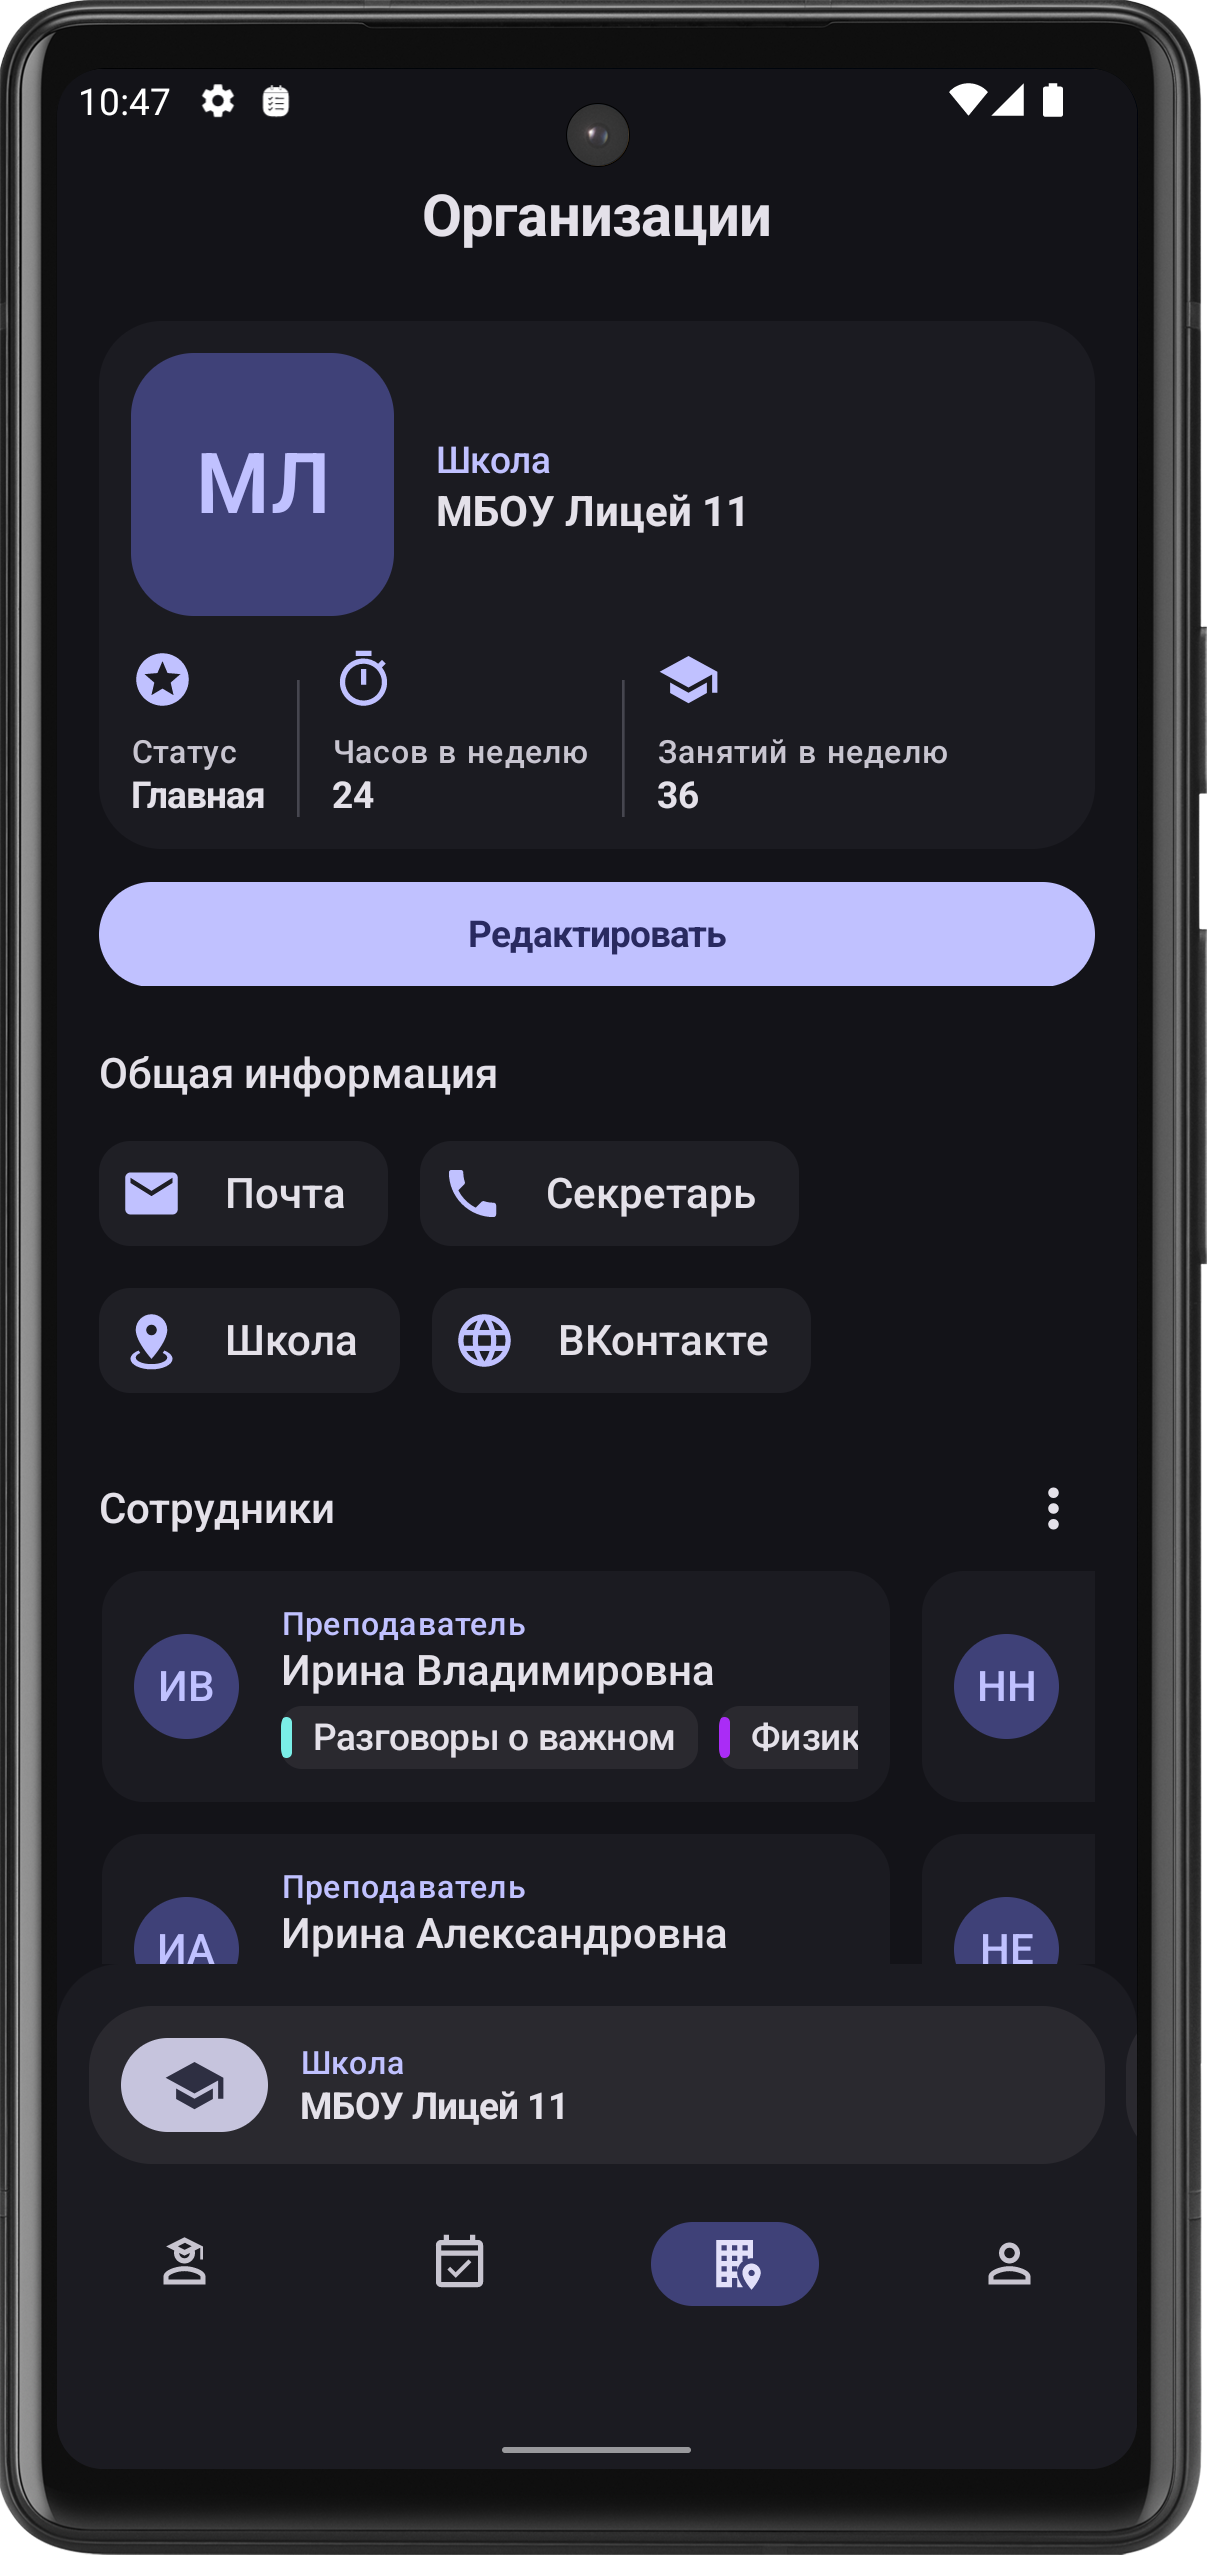 10:47
Организации
МЛ
Школа
МБОУ Лицей 11
Статус
Главная
Часов в неделю
24
Занятий в неделю
36
Редактировать
Общая информация
Почта
Секретарь
Школа
ВКонтакте
Сотрудники
ИВ
Преподаватель
Ирина Владимировна
Разговоры о важном
Физик
НН
ИА
Преподаватель
Ирина Александровна
НЕ
Школа
МБОУ Лицей 11